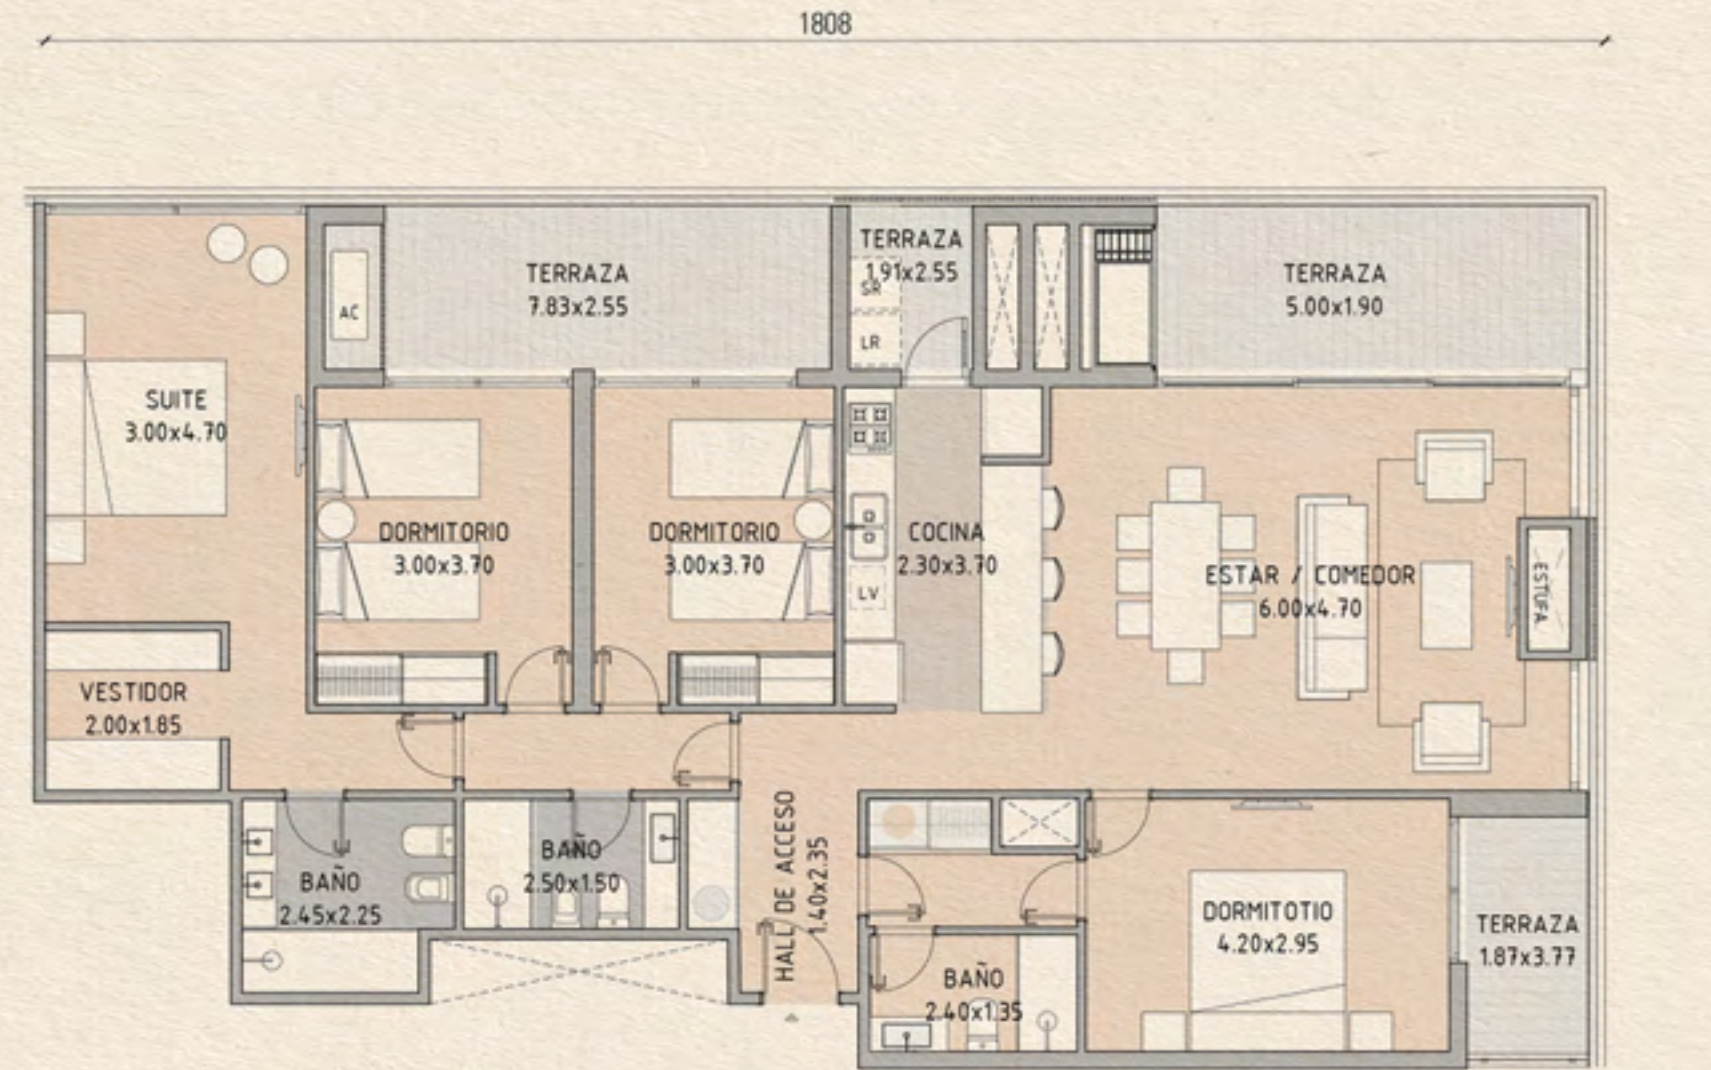 1808
TERRAZA
7.83x2.55
AC
TERRAZA
1.91x2.55
SR
LR
TERRAZA
5.00x1.90
SUITE
3.00x4.70
DORMITORIO
3.00x3.70
DORMITORIO
3.00x3.70
COCINA
2.30x3.70
LV
ESTAR / COMEDOR
6.00x4.70
ESTUFA
VESTIDOR
2.00x1.85
BAÑO
2.45x2.25
BAÑO
2.50x1.50
HALL DE ACCESO
1.40x2.35
BAÑO
2.40x1.35
DORMITOTIO
4.20x2.95
TERRAZA
1.87x3.77